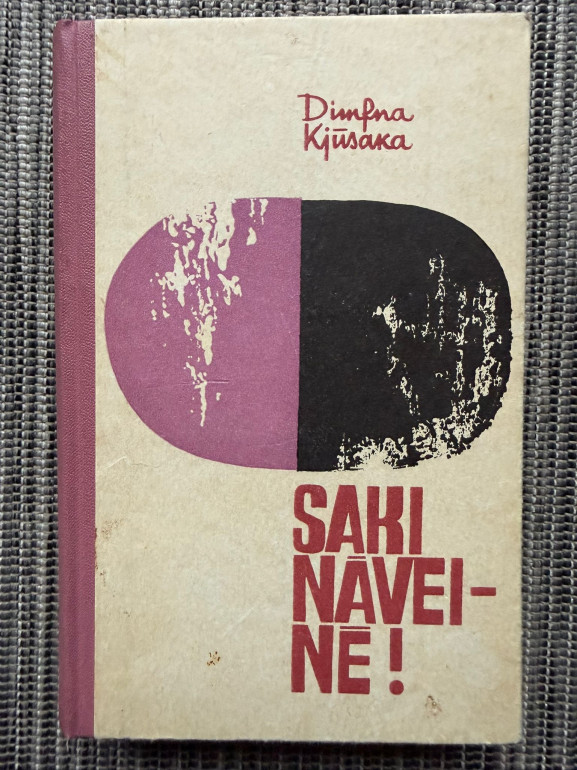 Dimfna
Kjūsaka
SAKI
NĀVEI-
NĒ!